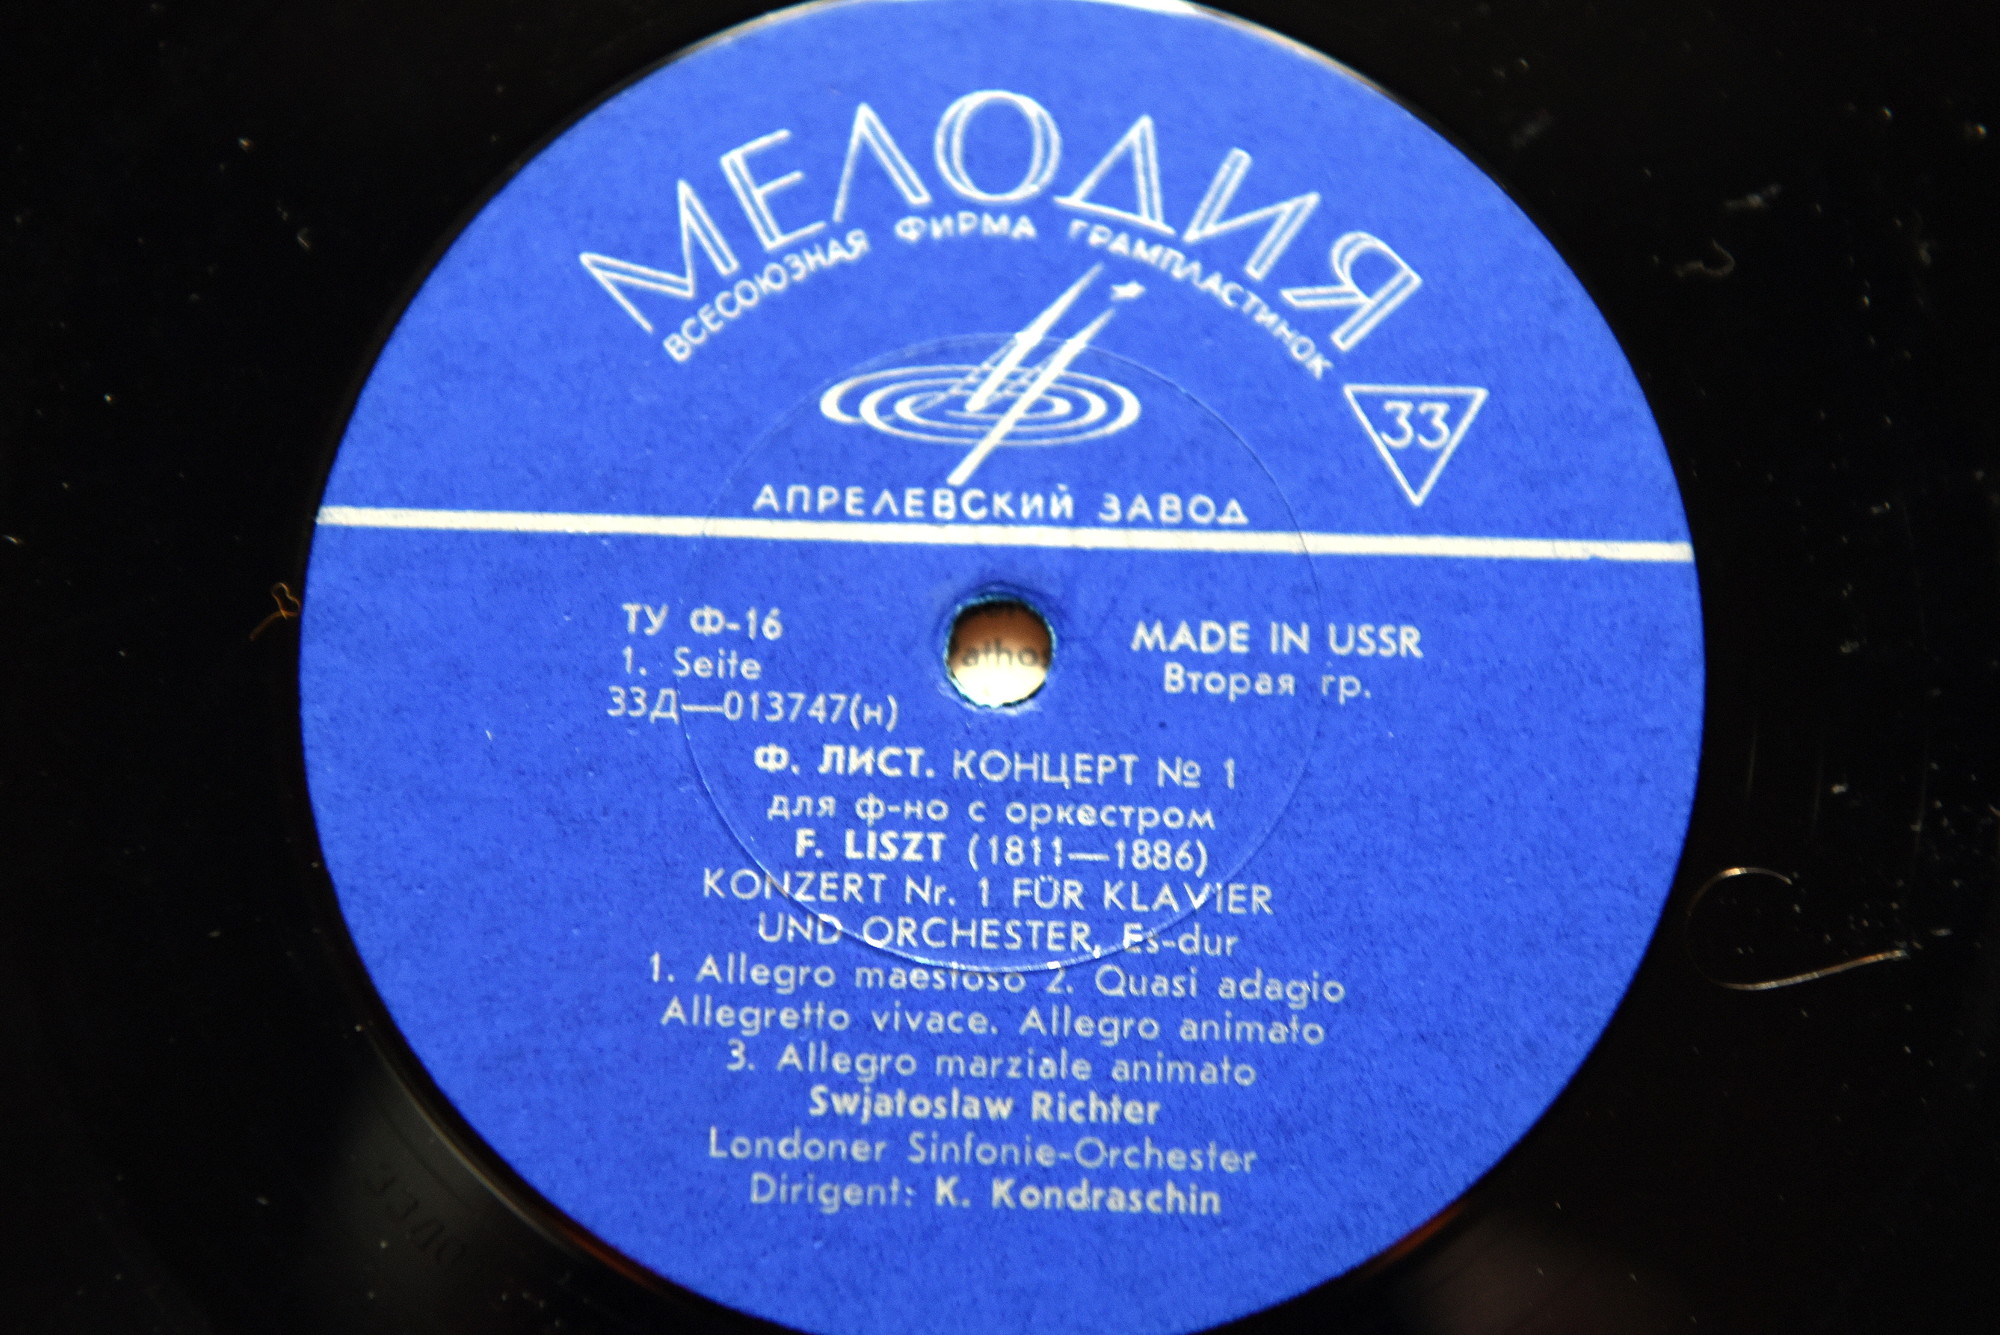 МЕЛОДИЯ
ВСЕСОЮЗНАЯ ФИРМА ГРАМПЛАСТИНОК
33
АПРЕЛЕВСКИЙ ЗАВОД
ТУ Ф-16
1. Seite
33Д—013747(н)
MADE IN USSR
Вторая гр.
Ф. ЛИСТ. КОНЦЕРТ № 1
для ф-но с оркестром
F. LISZT (1811—1886)
KONZERT Nr. 1 FÜR KLAVIER
UND ORCHESTER, Es-dur
1. Allegro maestoso 2. Quasi adagio
Allegretto vivace. Allegro animato
3. Allegro marziale animato
Swjatoslaw Richter
Londoner Sinfonie-Orchester
Dirigent: K. Kondraschin